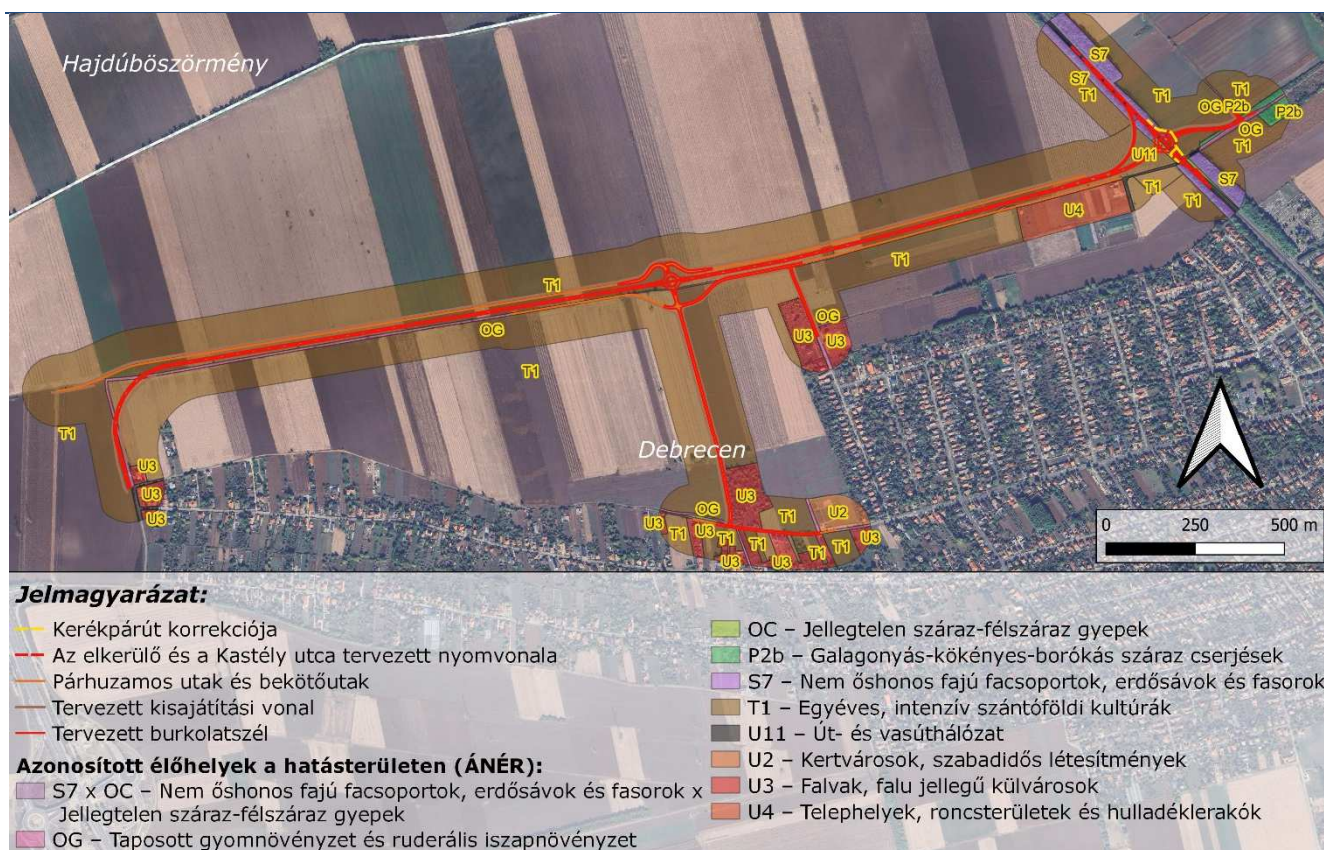 Hajdúböszörmény
S7
S7
T1
T1
T1
OG P2b
P2b
OG
T1
U11
S7
T1
T1
U4
T1
T1
OG
T1
OG
U3
U3
T1
U3
U3
U3
Debrecen
U3
OG
T1
U2
U3
T1
U3
T1
U3
T1
U3
T1
T1
U3
0 250 500 m
Jelmagyarázat:
Kerékpárút korrekciója
Az elkerülő és a Kastély utca tervezett nyomvonala
Párhuzamos utak és bekötőutak
Tervezett kisajátítási vonal
Tervezett burkolatszél
Azonosított élőhelyek a hatásterületen (ÁNÉR):
S7 x OC – Nem őshonos fajú facsoportok, erdősávok és fasorok x
Jellegtelen száraz-félszáraz gyepek
OG – Taposott gyomnövényzet és ruderális iszapnövényzet
OC – Jellegtelen száraz-félszáraz gyepek
P2b – Galagonyás-kökényes-borókás száraz cserjések
S7 – Nem őshonos fajú facsoportok, erdősávok és fasorok
T1 – Egyéves, intenzív szántóföldi kultúrák
U11 – Út- és vasúthálózat
U2 – Kertvárosok, szabadidős létesítmények
U3 – Falvak, falu jellegű külvárosok
U4 – Telephelyek, roncsterületek és hulladéklerakók